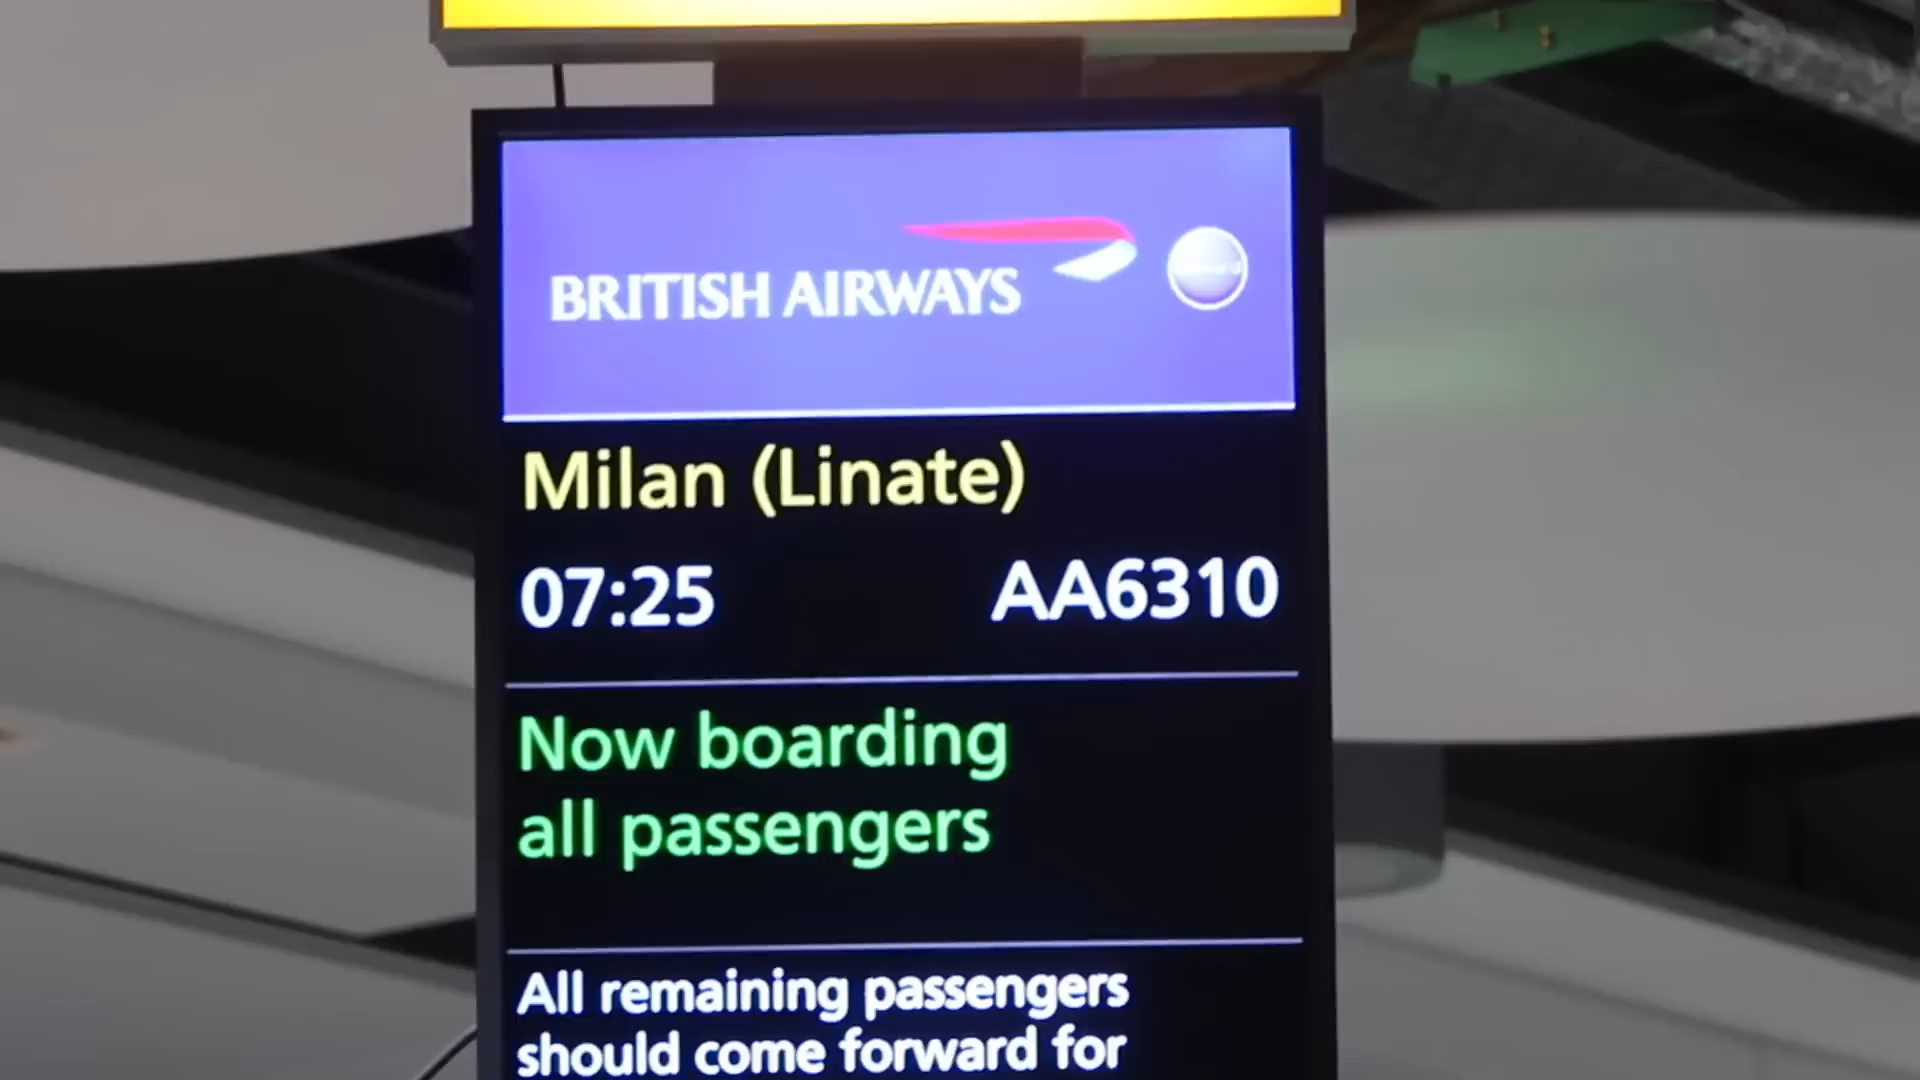 BRITISH AIRWAYS
Milan (Linate)
07:25 AA6310
Now boarding
all passengers
All remaining passengers
should come forward for